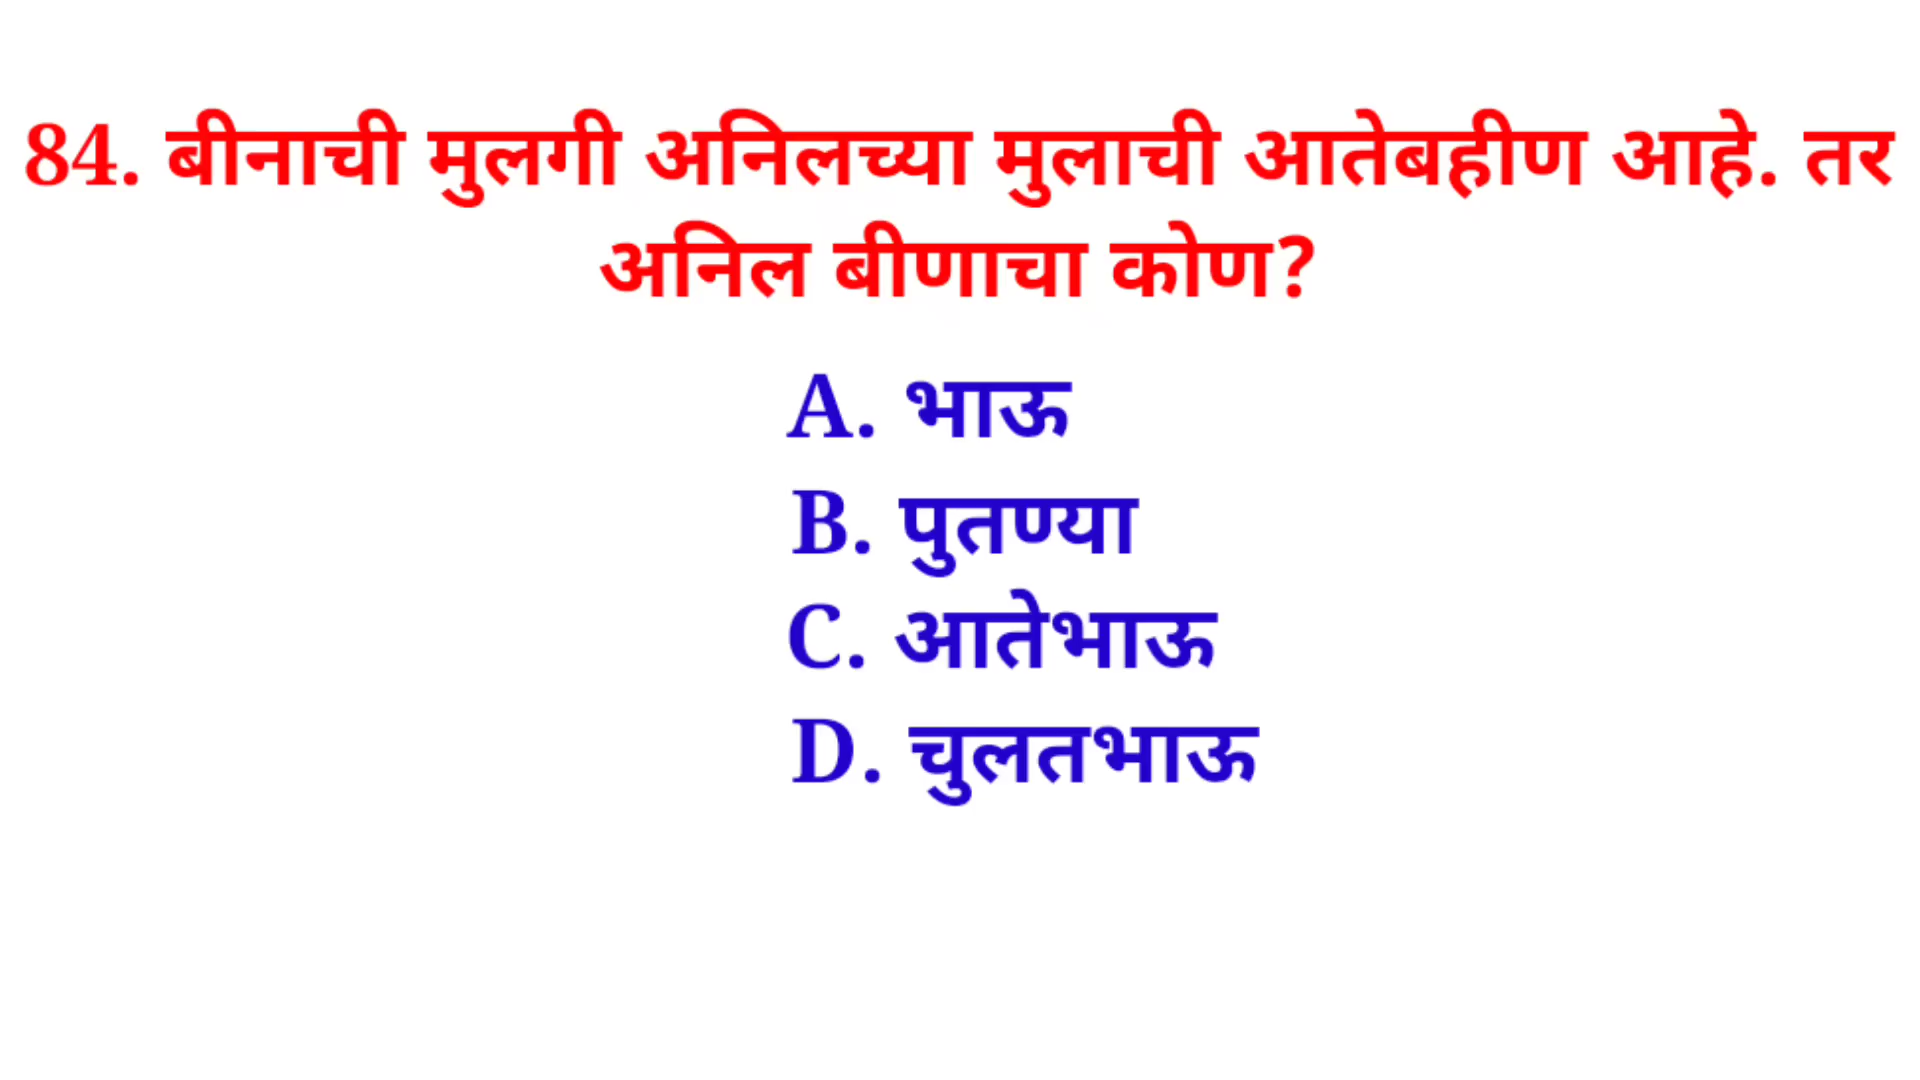 84. बीनाची मुलगी अनिलच्या मुलाची आतेबहीण आहे. तर
अनिल बीणाचा कोण?
A. भाऊ
B. पुतण्या
C. आतेभाऊ
D. चुलतभाऊ